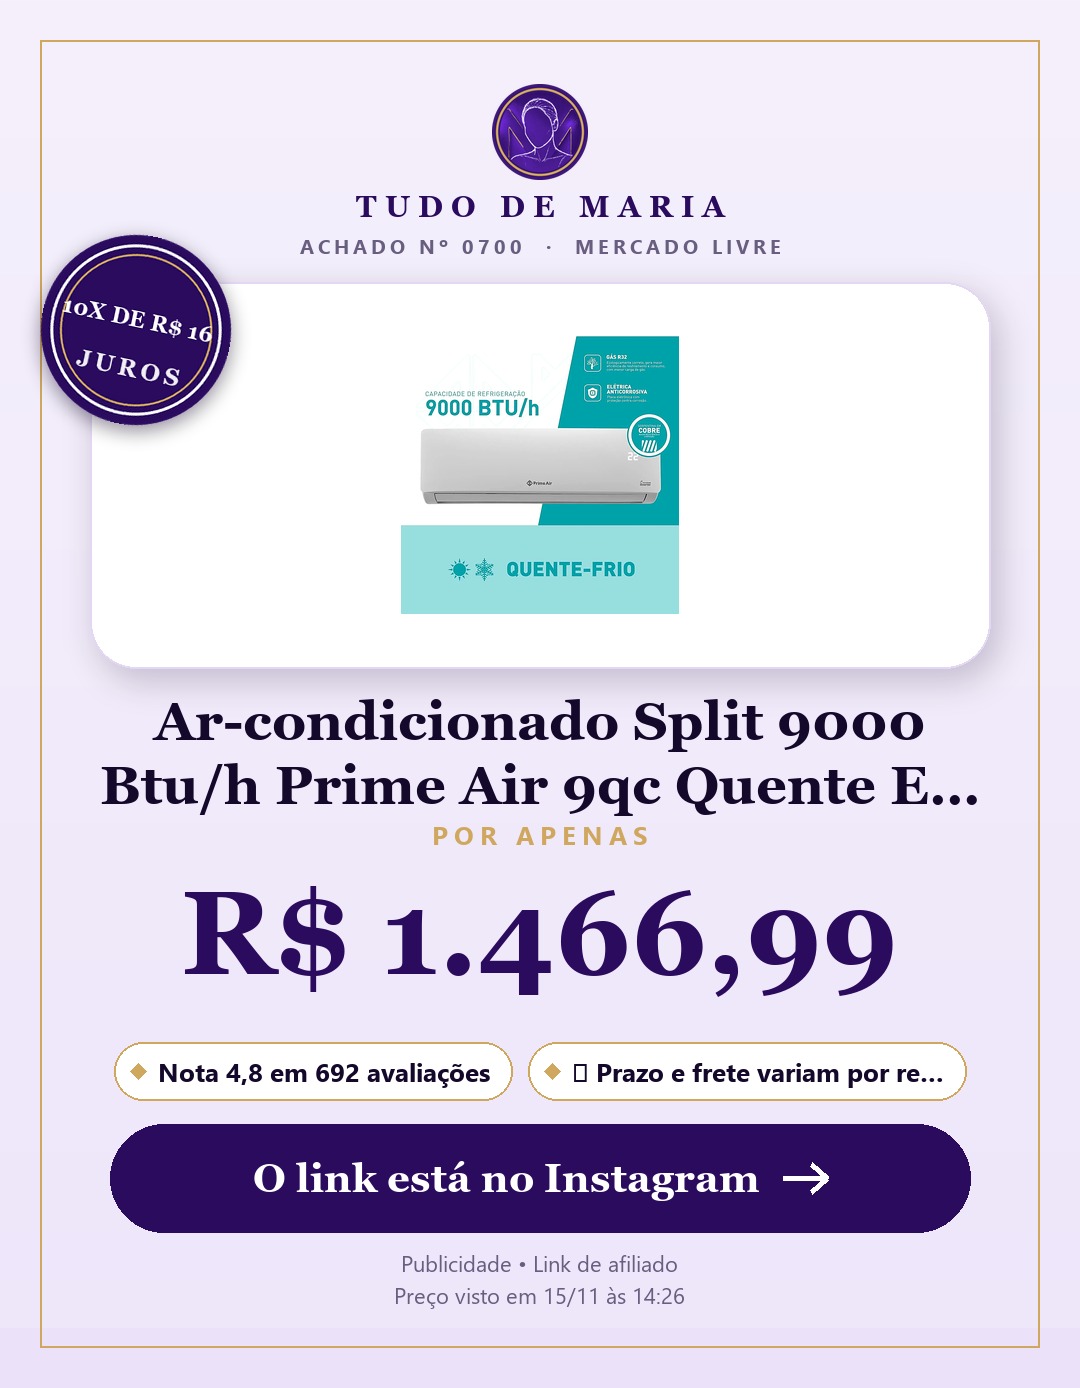 TUDO DE MARIA
ACHADO Nº 0700 · MERCADO LIVRE
10X DE R$ 16
JUROS
GÁS R32
ELÉTRICA
ANTICORROSIVA
CAPACIDADE DE REFRIGERAÇÃO
9000 BTU/h
COBRE
Prime Air
QUENTE-FRIO
Ar-condicionado Split 9000
Btu/h Prime Air 9qc Quente E...
POR APENAS
R$ 1.466,99
Nota 4,8 em 692 avaliações
Prazo e frete variam por re...
O link está no Instagram →
Publicidade • Link de afiliado
Preço visto em 15/11 às 14:26